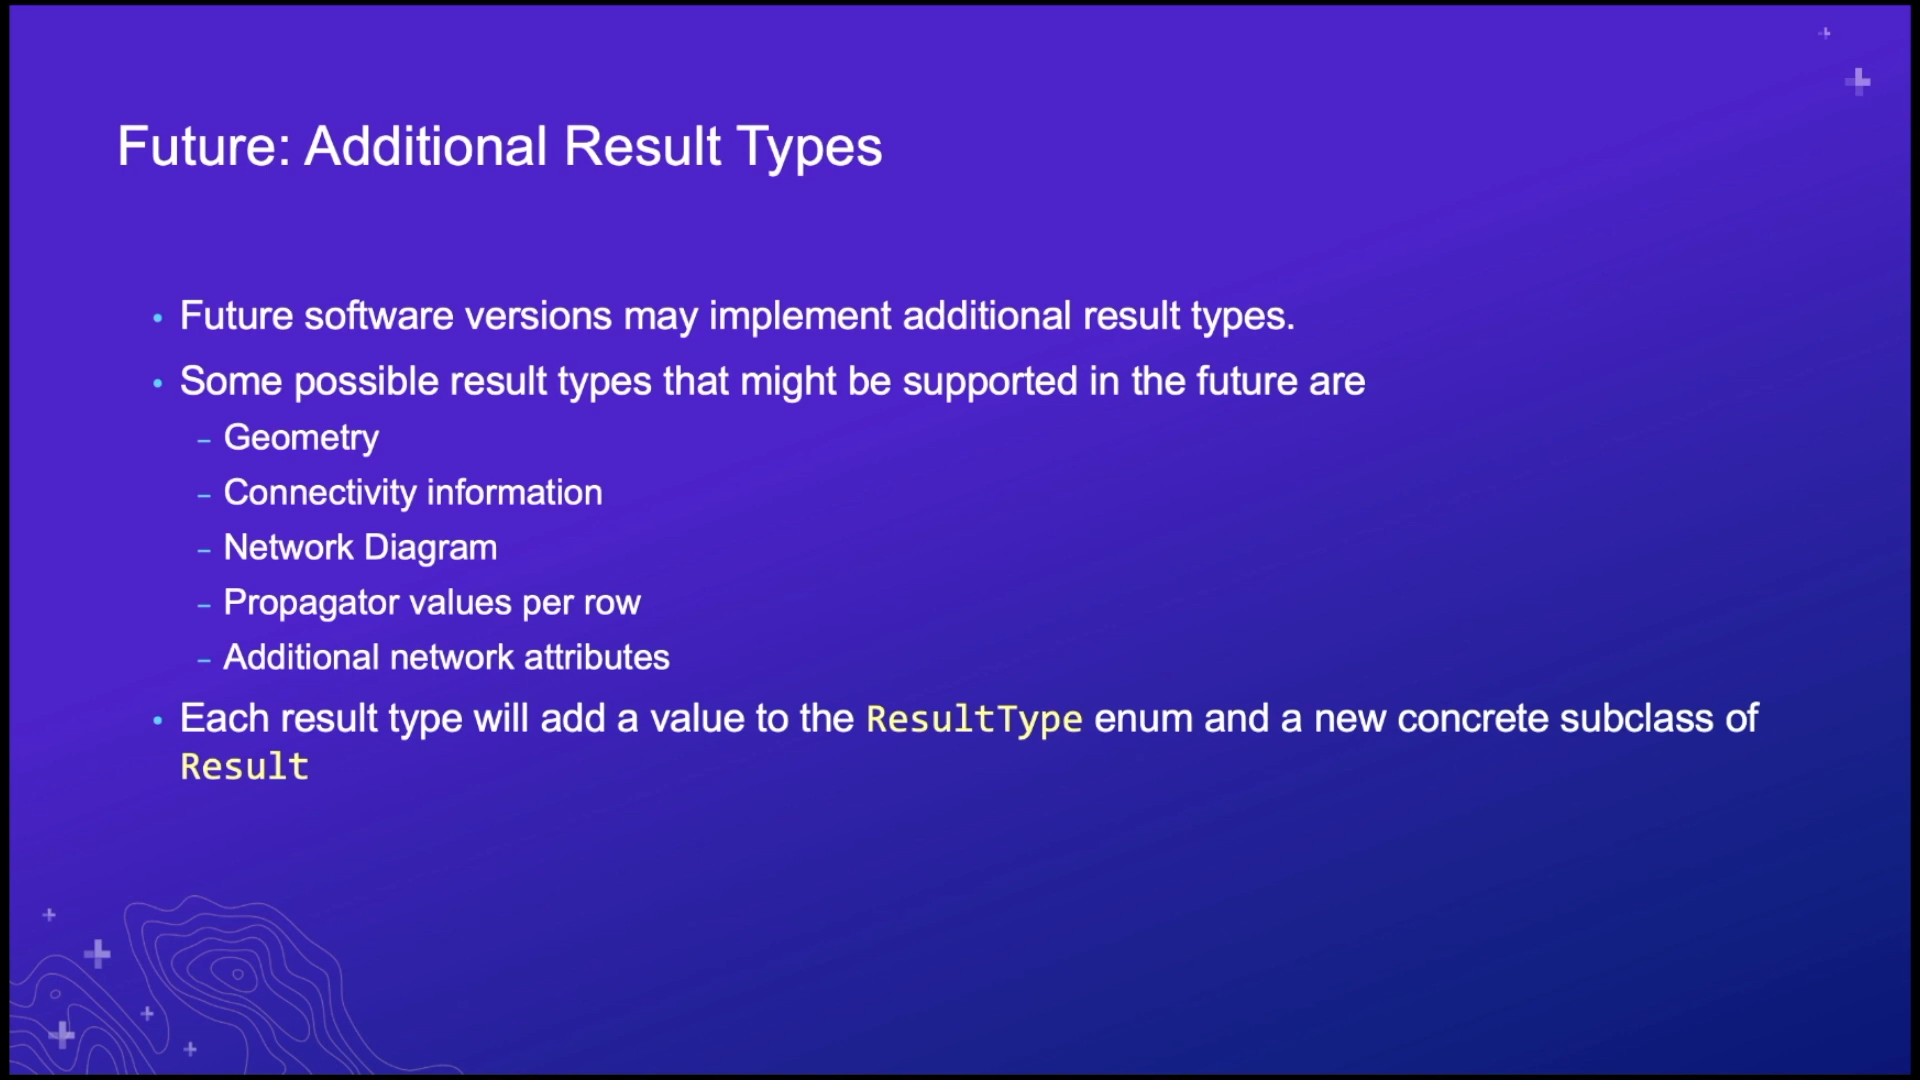 Future: Additional Result Types
• Future software versions may implement additional result types.
• Some possible result types that might be supported in the future are
– Geometry
– Connectivity information
– Network Diagram
– Propagator values per row
– Additional network attributes
• Each result type will add a value to the ResultType enum and a new concrete subclass of
Result